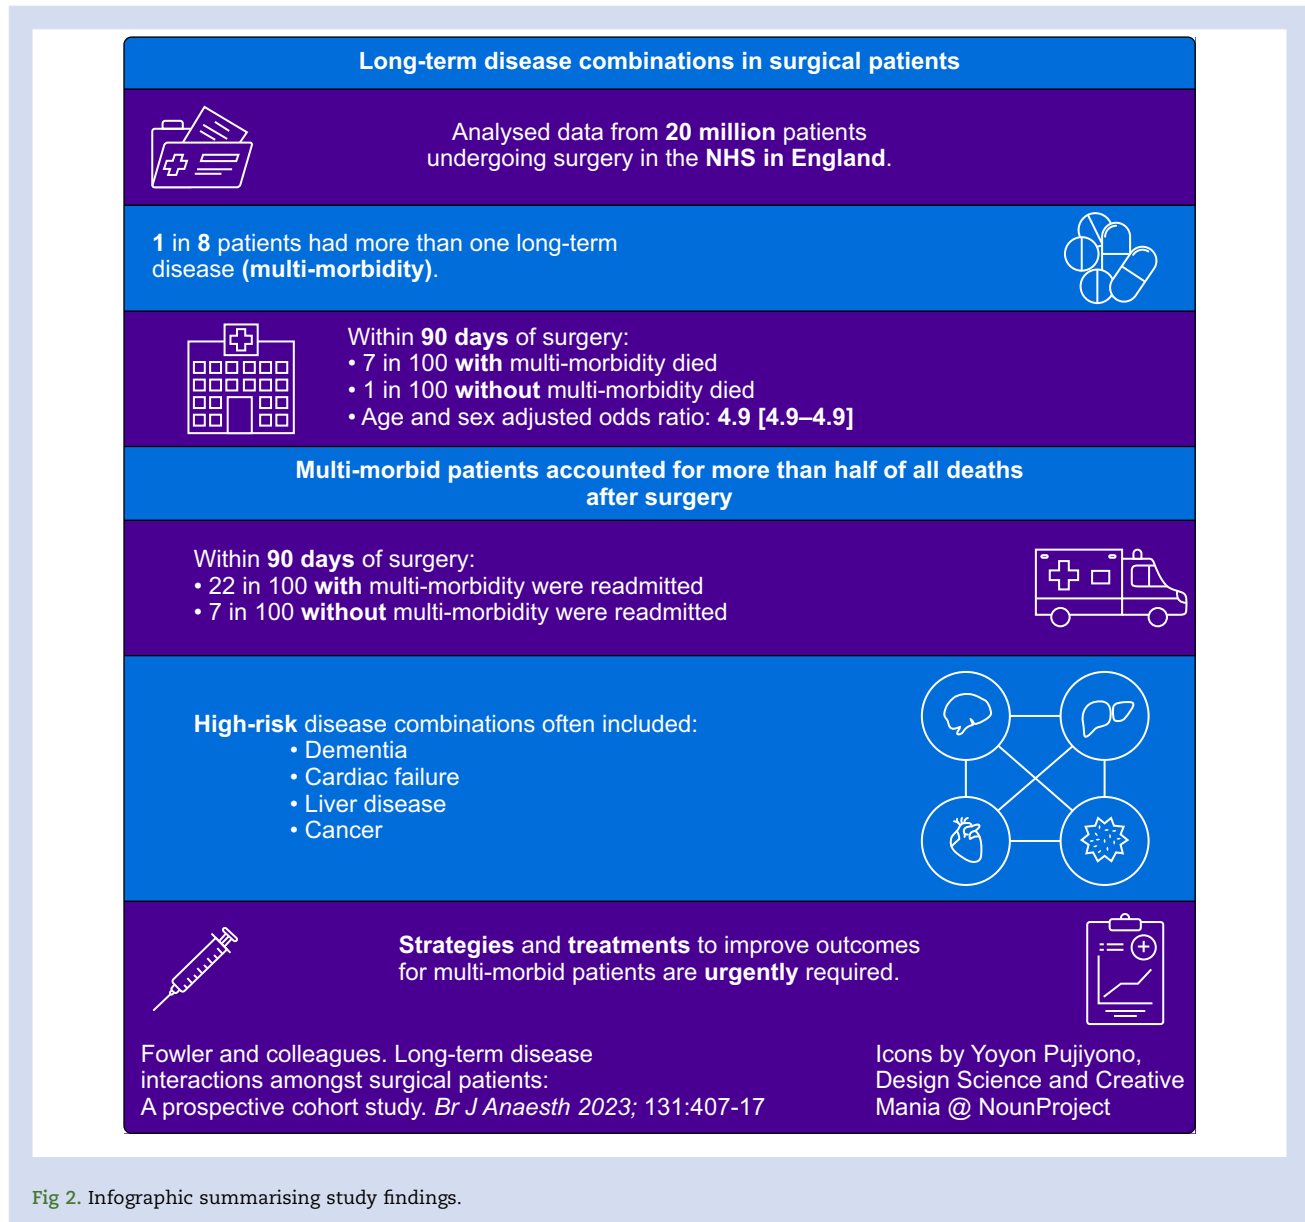 Long-term disease combinations in surgical patients
Analysed data from 20 million patients
undergoing surgery in the NHS in England.
1 in 8 patients had more than one long-term
disease (multi-morbidity).
Within 90 days of surgery:
• 7 in 100 with multi-morbidity died
• 1 in 100 without multi-morbidity died
• Age and sex adjusted odds ratio: 4.9 [4.9–4.9]
Multi-morbid patients accounted for more than half of all deaths
after surgery
Within 90 days of surgery:
• 22 in 100 with multi-morbidity were readmitted
• 7 in 100 without multi-morbidity were readmitted
High-risk disease combinations often included:
• Dementia
• Cardiac failure
• Liver disease
• Cancer
Strategies and treatments to improve outcomes
for multi-morbid patients are urgently required.
Fowler and colleagues. Long-term disease
interactions amongst surgical patients:
A prospective cohort study. Br J Anaesth 2023; 131:407-17
Icons by Yoyon Pujiyono,
Design Science and Creative
Mania @ NounProject
Fig 2. Infographic summarising study findings.